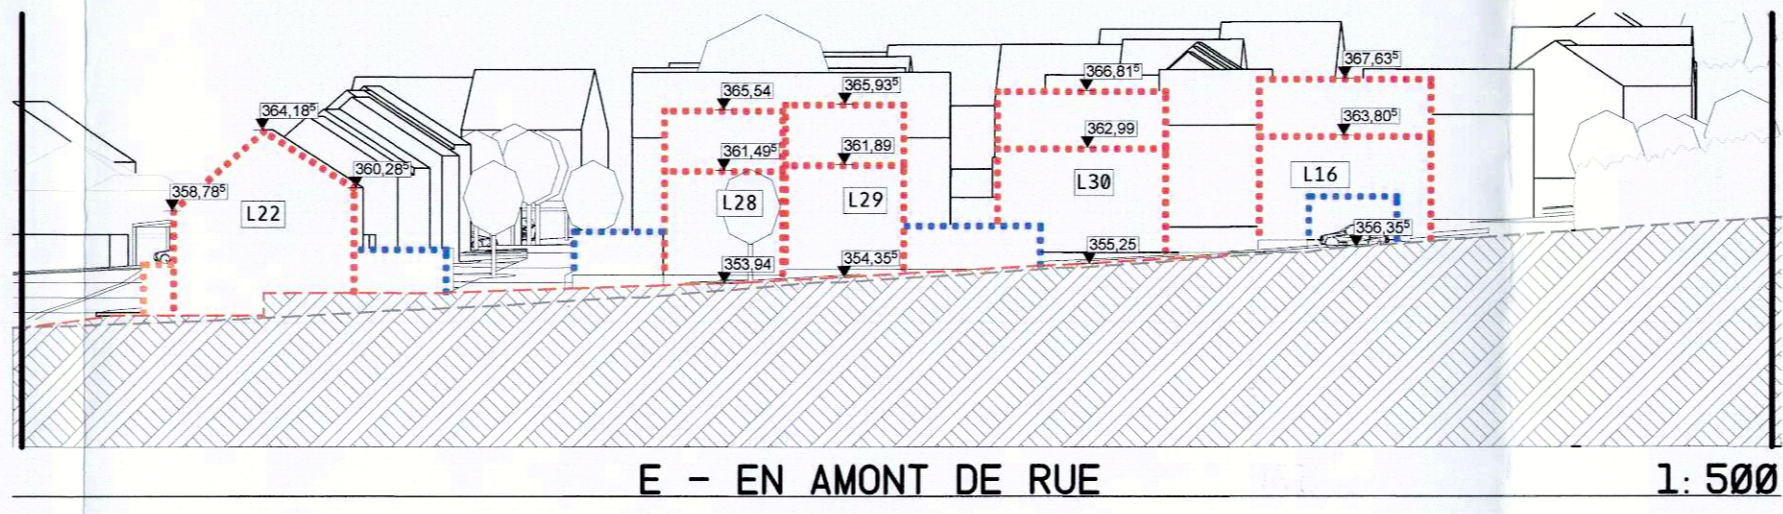 367,63⁵
366,81⁵
365,54
365,93⁵
364,18⁵
363,80⁵
362,99
361,49⁵
361,89
360,28⁵
358,78⁵
L22
L28
L29
L30
L16
356,35⁵
355,25
354,35⁵
353,94
E – EN AMONT DE RUE
1:500